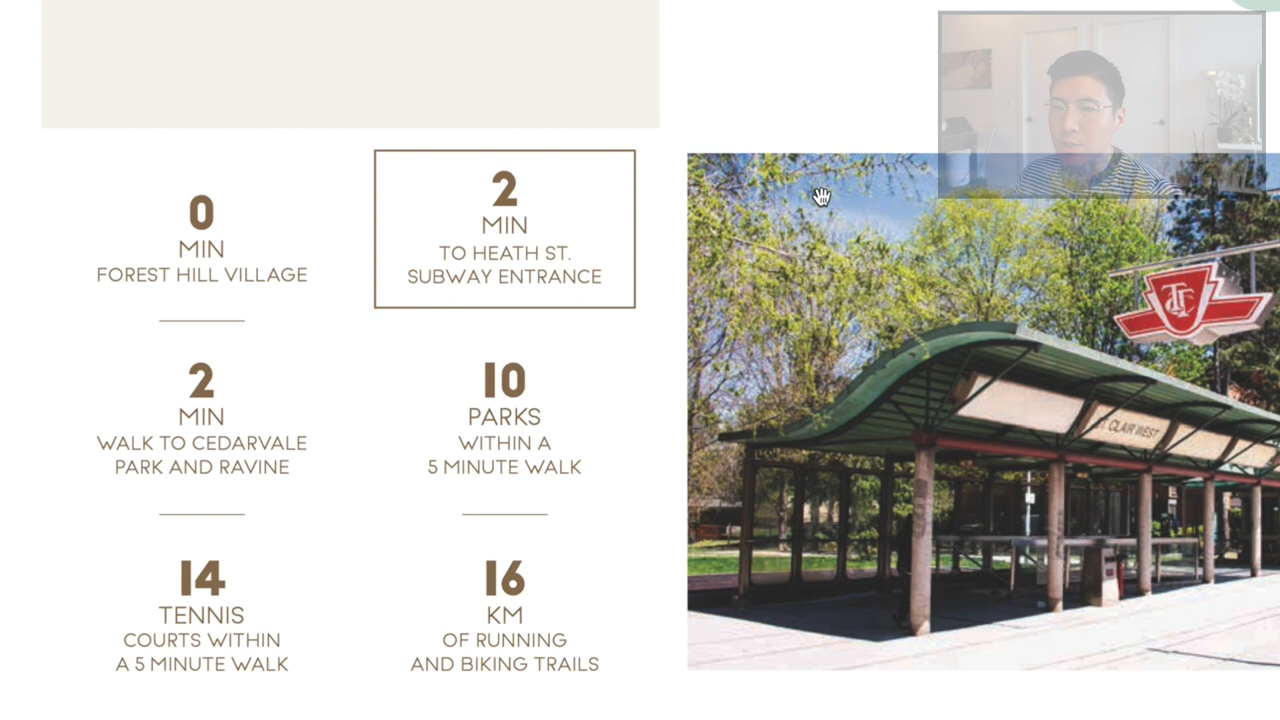 0
MIN
FOREST HILL VILLAGE
2
MIN
TO HEATH ST.
SUBWAY ENTRANCE
2
MIN
WALK TO CEDARVALE
PARK AND RAVINE
10
PARKS
WITHIN A
5 MINUTE WALK
14
TENNIS
COURTS WITHIN
A 5 MINUTE WALK
16
KM
OF RUNNING
AND BIKING TRAILS
TTC
ST. CLAIR WEST